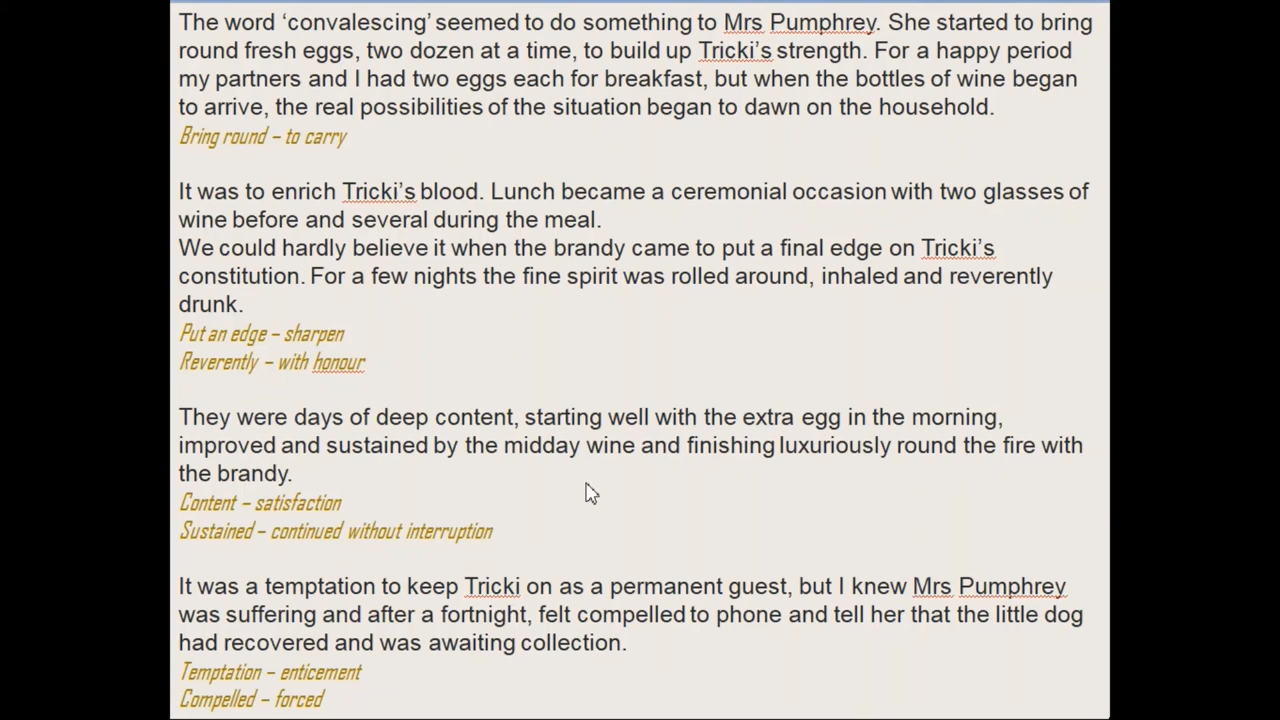 The word ‘convalescing’ seemed to do something to Mrs Pumphrey. She started to bring
round fresh eggs, two dozen at a time, to build up Tricki’s strength. For a happy period
my partners and I had two eggs each for breakfast, but when the bottles of wine began
to arrive, the real possibilities of the situation began to dawn on the household.
Bring round – to carry
It was to enrich Tricki’s blood. Lunch became a ceremonial occasion with two glasses of
wine before and several during the meal.
We could hardly believe it when the brandy came to put a final edge on Tricki’s
constitution. For a few nights the fine spirit was rolled around, inhaled and reverently
drunk.
Put an edge – sharpen
Reverently – with honour
They were days of deep content, starting well with the extra egg in the morning,
improved and sustained by the midday wine and finishing luxuriously round the fire with
the brandy.
Content – satisfaction
Sustained – continued without interruption
It was a temptation to keep Tricki on as a permanent guest, but I knew Mrs Pumphrey
was suffering and after a fortnight, felt compelled to phone and tell her that the little dog
had recovered and was awaiting collection.
Temptation – enticement
Compelled – forced